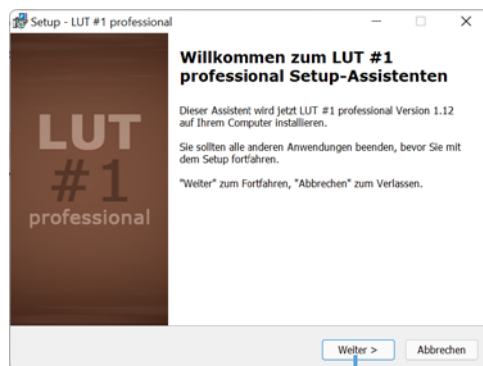 Setup - LUT #1 professional
LUT
#1
professional
Willkommen zum LUT #1
professional Setup-Assistenten
Dieser Assistent wird jetzt LUT #1 professional Version 1.12
auf Ihrem Computer installieren.
Sie sollten alle anderen Anwendungen beenden, bevor Sie mit
dem Setup fortfahren.
"Weiter" zum Fortfahren, "Abbrechen" zum Verlassen.
Weiter >
Abbrechen